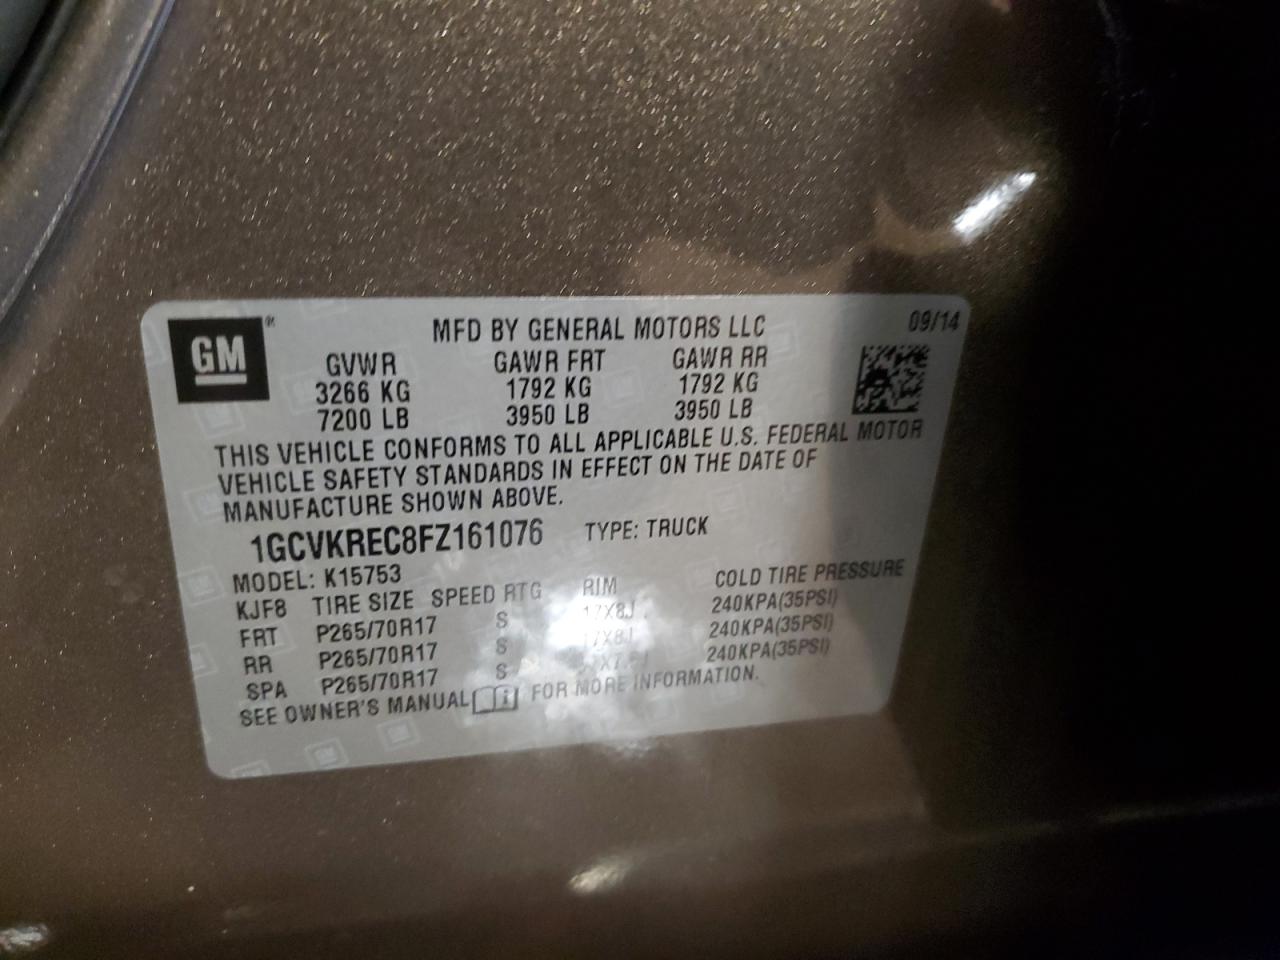 GM®
MFD BY GENERAL MOTORS LLC 09/14
GVWR GAWR FRT GAWR RR
3266 KG 1792 KG 1792 KG
7200 LB 3950 LB 3950 LB
THIS VEHICLE CONFORMS TO ALL APPLICABLE U.S. FEDERAL MOTOR
VEHICLE SAFETY STANDARDS IN EFFECT ON THE DATE OF
MANUFACTURE SHOWN ABOVE.
1GCVKREC8FZ161076 TYPE: TRUCK
MODEL: K15753
KJF8 TIRE SIZE SPEED RTG RIM COLD TIRE PRESSURE
FRT P265/70R17 S 17X8J 240KPA(35PSI)
RR P265/70R17 S 17X8J 240KPA(35PSI)
SPA P265/70R17 S 240KPA(35PSI)
SEE OWNER'S MANUAL FOR MORE INFORMATION.